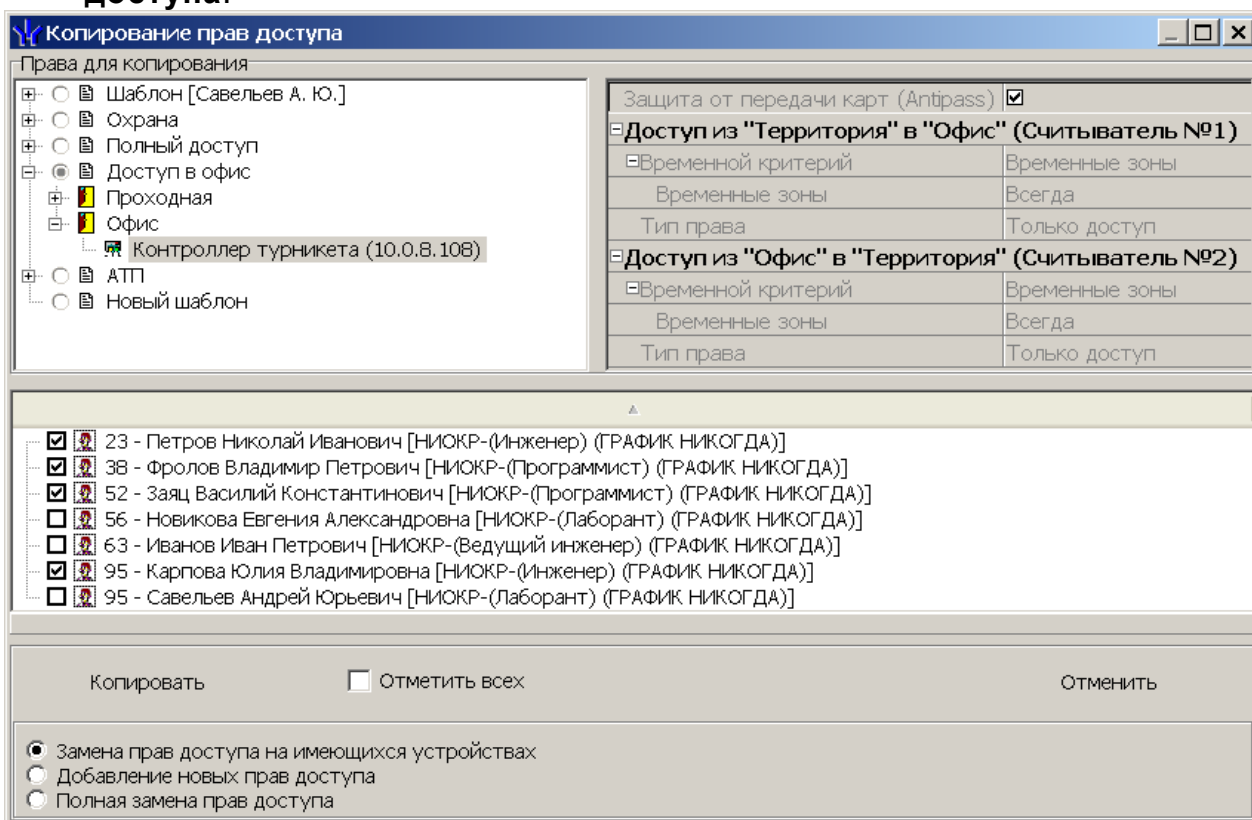 доступа.
Копирование прав доступа
Права для копирования
Шаблон [Савельев А. Ю.]
Охрана
Полный доступ
Доступ в офис
Проходная
Офис
Контроллер турникета (10.0.8.108)
АТП
Новый шаблон
Защита от передачи карт (Antipass)
Доступ из "Территория" в "Офис" (Считыватель №1)
Временной критерий Временные зоны
Временные зоны Всегда
Тип права Только доступ
Доступ из "Офис" в "Территория" (Считыватель №2)
Временной критерий Временные зоны
Временные зоны Всегда
Тип права Только доступ
23 - Петров Николай Иванович [НИОКР-(Инженер) (ГРАФИК НИКОГДА)]
38 - Фролов Владимир Петрович [НИОКР-(Программист) (ГРАФИК НИКОГДА)]
52 - Заяц Василий Константинович [НИОКР-(Программист) (ГРАФИК НИКОГДА)]
56 - Новикова Евгения Александровна [НИОКР-(Лаборант) (ГРАФИК НИКОГДА)]
63 - Иванов Иван Петрович [НИОКР-(Ведущий инженер) (ГРАФИК НИКОГДА)]
95 - Карпова Юлия Владимировна [НИОКР-(Инженер) (ГРАФИК НИКОГДА)]
95 - Савельев Андрей Юрьевич [НИОКР-(Лаборант) (ГРАФИК НИКОГДА)]
Копировать Отметить всех Отменить
Замена прав доступа на имеющихся устройствах
Добавление новых прав доступа
Полная замена прав доступа